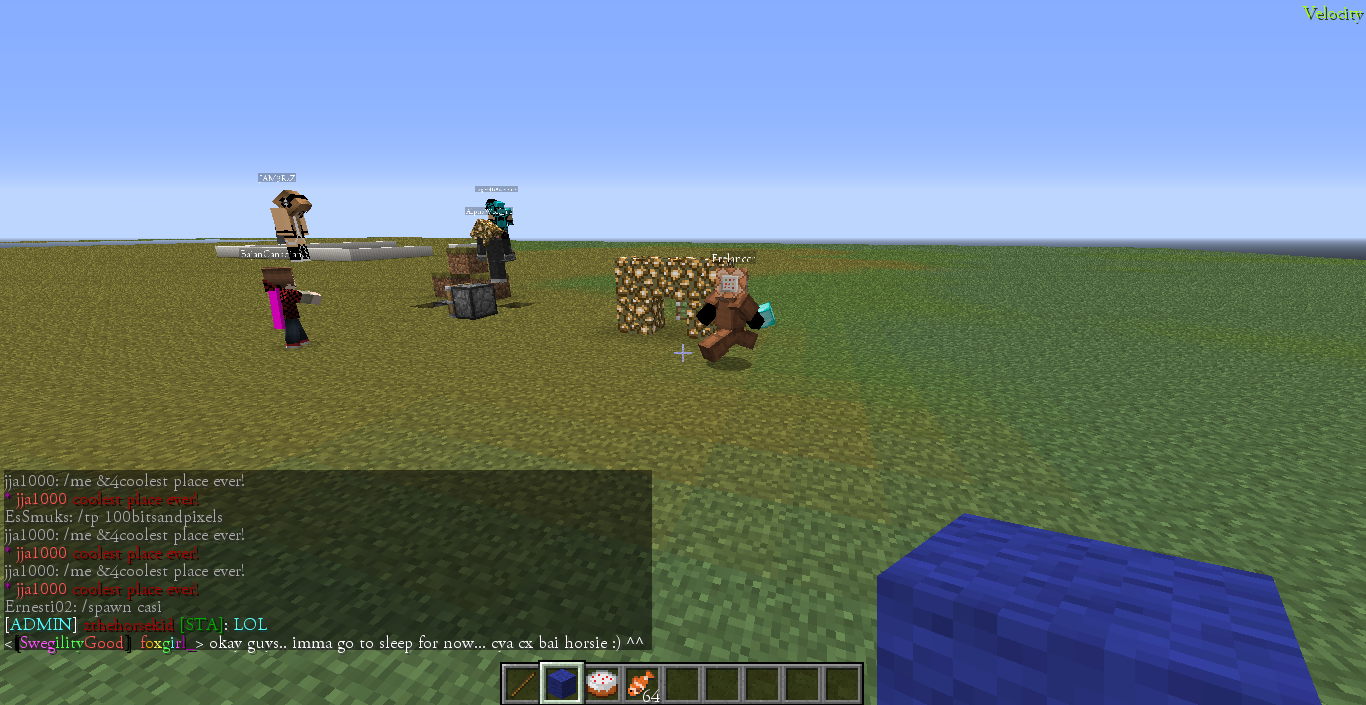 Velocity
jja1000: /me &4coolest place ever!
* jja1000 coolest place ever!
EsSmuks: /tp 100bitsandpixels
jja1000: /me &4coolest place ever!
* jja1000 coolest place ever!
jja1000: /me &4coolest place ever!
* jja1000 coolest place ever!
Ernesti02: /spawn casi
[ADMIN] xthehorsekid [STA]: LOL
<[SwegilityGood] foxgirl_> okay guys.. imma go to sleep for now... cya cx bai horsie :) ^^
64